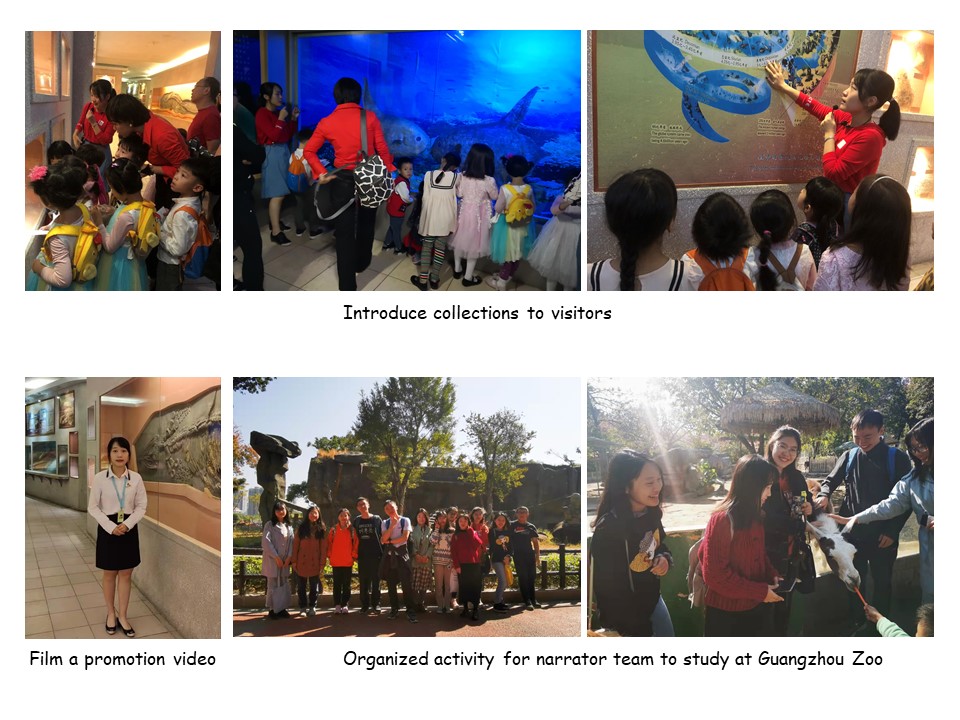 Introduce collections to visitors
Film a promotion video
Organized activity for narrator team to study at Guangzhou Zoo